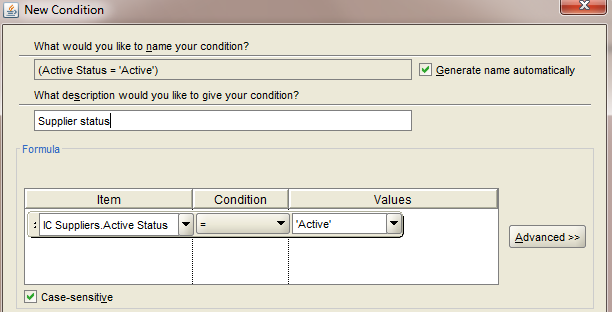 New Condition
What would you like to name your condition?
(Active Status = 'Active')
Generate name automatically
What description would you like to give your condition?
Supplier status
Formula
Item Condition Values
IC Suppliers.Active Status = 'Active'
Advanced >>
Case-sensitive